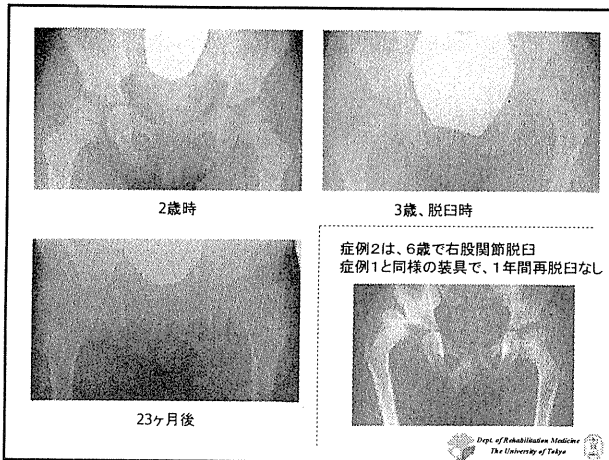 2歳時
3歳、脱臼時
23ヶ月後
症例2は、6歳で右股関節脱臼
症例1と同様の装具で、1年間再脱臼なし
Dept. of Rehabilitation Medicine
The University of Tokyo